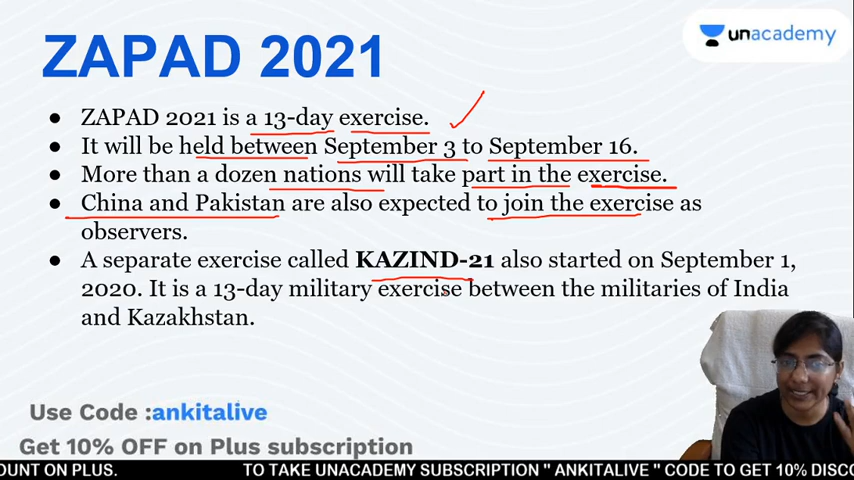 ZAPAD 2021
unacademy
ZAPAD 2021 is a 13-day exercise.
It will be held between September 3 to September 16.
More than a dozen nations will take part in the exercise.
China and Pakistan are also expected to join the exercise as
observers.
A separate exercise called KAZIND-21 also started on September 1,
2020. It is a 13-day military exercise between the militaries of India
and Kazakhstan.
Use Code :ankitalive
Get 10% OFF on Plus subscription
OUNT ON PLUS. TO TAKE UNACADEMY SUBSCRIPTION " ANKITALIVE " CODE TO GET 10% DISCO